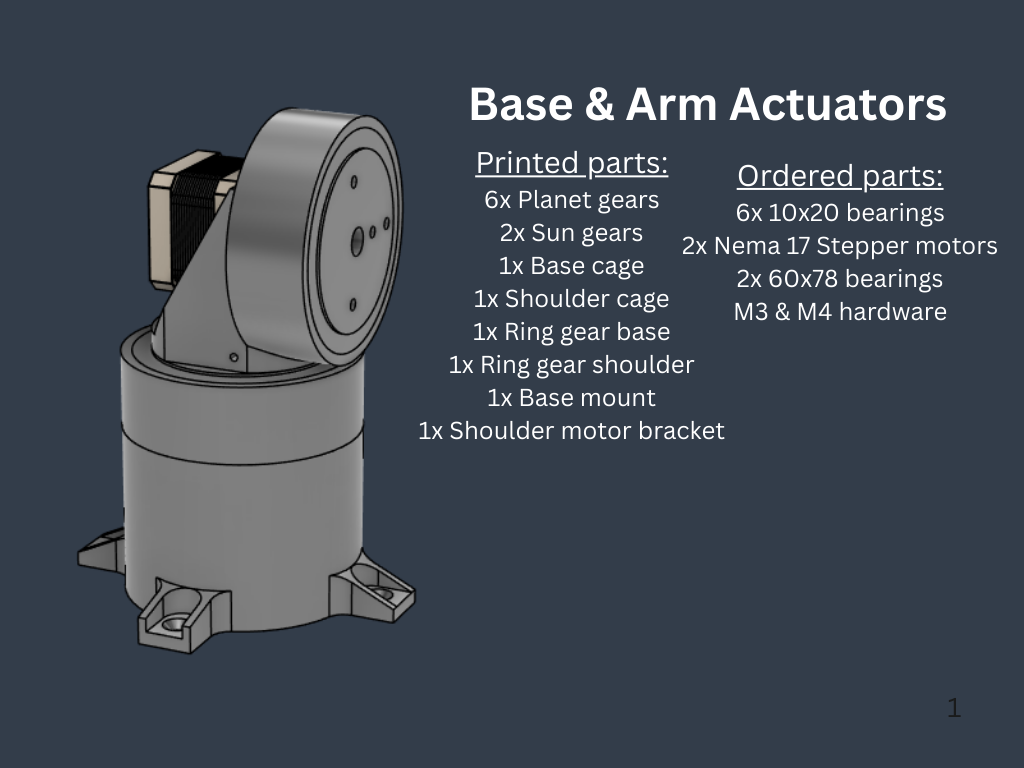 Base & Arm Actuators
Printed parts:
6x Planet gears
2x Sun gears
1x Base cage
1x Shoulder cage
1x Ring gear base
1x Ring gear shoulder
1x Base mount
1x Shoulder motor bracket
Ordered parts:
6x 10x20 bearings
2x Nema 17 Stepper motors
2x 60x78 bearings
M3 & M4 hardware
1